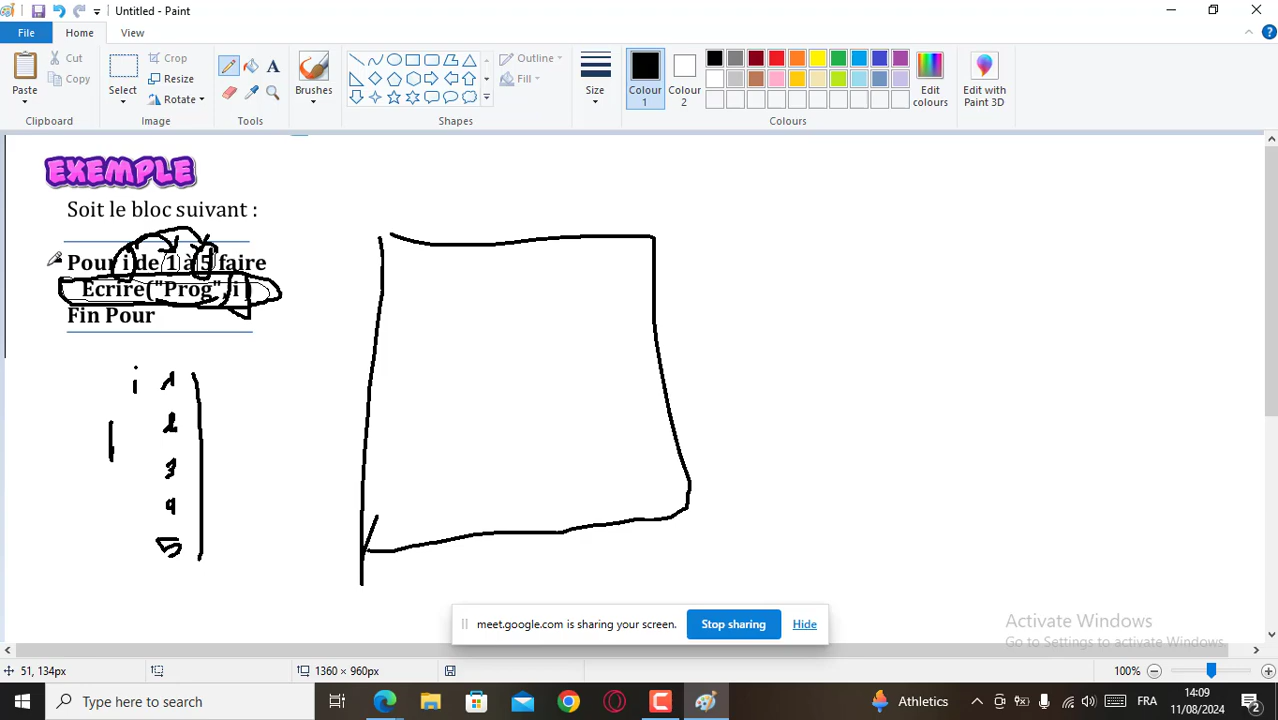 Untitled - Paint
File Home View
Paste
Cut
Copy
Clipboard
Select
Crop
Resize
Rotate
Image
Tools
Brushes
Shapes
Outline
Fill
Size
Colour 1
Colour 2
Edit colours
Edit with Paint 3D
Colours
EXEMPLE
Soit le bloc suivant :
Pour i de 1 à 5 faire
Ecrire("Prog", i )
Fin Pour
i 1
2
3
4
5
meet.google.com is sharing your screen. Stop sharing Hide
Activate Windows
Go to Settings to activate Windows.
51, 134px 1360 × 960px 100%
Type here to search Athletics FRA 14:09
11/08/2024 2